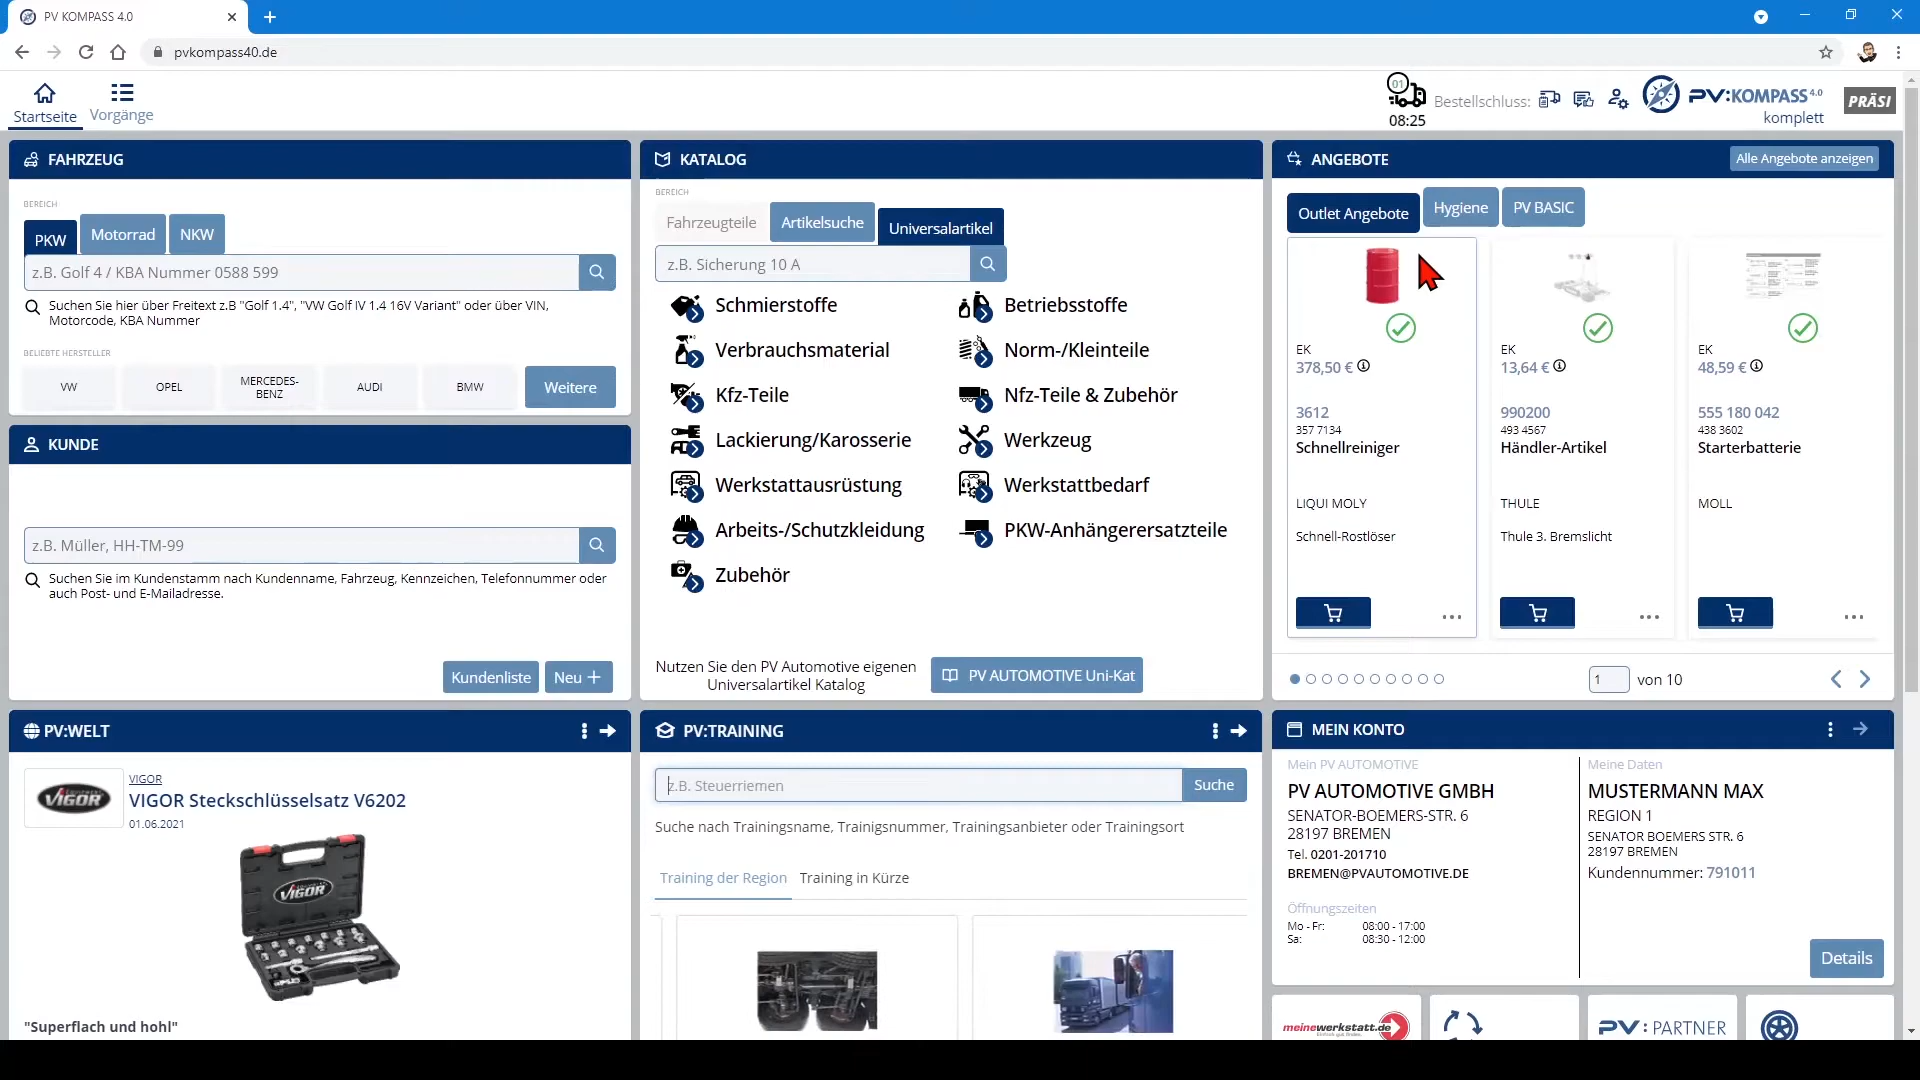 PV KOMPASS 4.0
pvkompass40.de
Startseite
Vorgänge
01
08:25
Bestellschluss:
PV:KOMPASS 4.0
komplett
PRÄSI
FAHRZEUG
BEREICH
PKW
Motorrad
NKW
z.B. Golf 4 / KBA Nummer 0588 599
Suchen Sie hier über Freitext z.B "Golf 1.4", "VW Golf IV 1.4 16V Variant" oder über VIN,
Motorcode, KBA Nummer
BELIEBTE HERSTELLER
VW
OPEL
MERCEDES-
BENZ
AUDI
BMW
Weitere
KUNDE
z.B. Müller, HH-TM-99
Suchen Sie im Kundenstamm nach Kundenname, Fahrzeug, Kennzeichen, Telefonnummer oder
auch Post- und E-Mailadresse.
Kundenliste
Neu +
KATALOG
BEREICH
Fahrzeugteile
Artikelsuche
Universalartikel
z.B. Sicherung 10 A
Schmierstoffe
Betriebsstoffe
Verbrauchsmaterial
Norm-/Kleinteile
Kfz-Teile
Nfz-Teile & Zubehör
Lackierung/Karosserie
Werkzeug
Werkstattausrüstung
Werkstattbedarf
Arbeits-/Schutzkleidung
PKW-Anhängerersatzteile
Zubehör
Nutzen Sie den PV Automotive eigenen
Universalartikel Katalog
PV AUTOMOTIVE Uni-Kat
ANGEBOTE
Alle Angebote anzeigen
Outlet Angebote
Hygiene
PV BASIC
EK
378,50 €
3612
357 7134
Schnellreiniger
LIQUI MOLY
Schnell-Rostlöser
EK
13,64 €
990200
493 4567
Händler-Artikel
THULE
Thule 3. Bremslicht
EK
48,59 €
555 180 042
438 3602
Starterbatterie
MOLL
1
von 10
PV:WELT
VIGOR
VIGOR
VIGOR Steckschlüsselsatz V6202
01.06.2021
VIGOR
"Superflach und hohl"
PV:TRAINING
z.B. Steuerriemen
Suche
Suche nach Trainingsname, Trainigsnummer, Trainingsanbieter oder Trainingsort
Training der Region
Training in Kürze
MEIN KONTO
Mein PV AUTOMOTIVE
PV AUTOMOTIVE GMBH
SENATOR-BOEMERS-STR. 6
28197 BREMEN
Tel. 0201-201710
BREMEN@PVAUTOMOTIVE.DE
Öffnungszeiten
Mo - Fr: 08:00 - 17:00
Sa: 08:30 - 12:00
Meine Daten
MUSTERMANN MAX
REGION 1
SENATOR BOEMERS STR. 6
28197 BREMEN
Kundennummer: 791011
Details
meinewerkstatt.de
PV: PARTNER